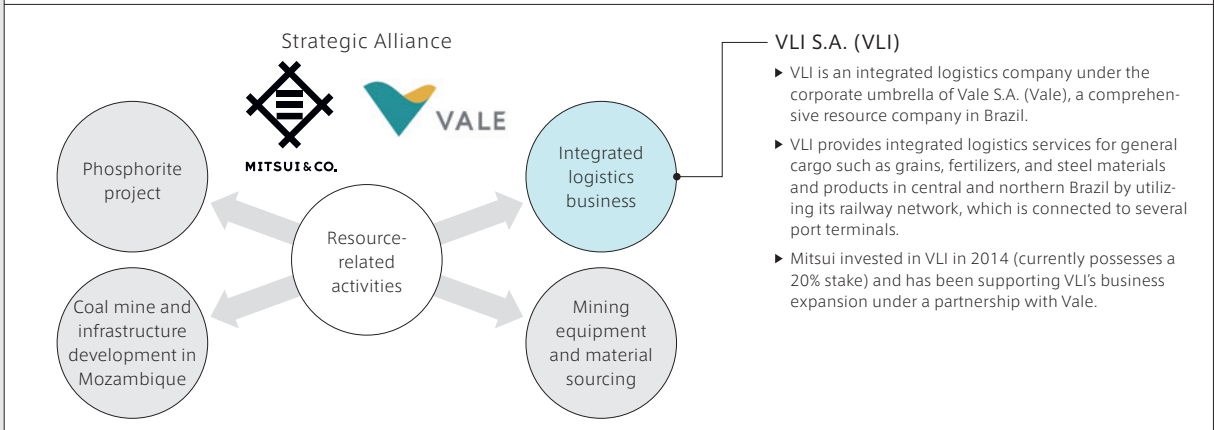 Strategic Alliance
MITSUI & CO.
VALE
Phosphorite
project
Integrated
logistics
business
Resource-
related
activities
Coal mine and
infrastructure
development in
Mozambique
Mining
equipment
and material
sourcing
VLI S.A. (VLI)
▶ VLI is an integrated logistics company under the
corporate umbrella of Vale S.A. (Vale), a comprehen-
sive resource company in Brazil.
▶ VLI provides integrated logistics services for general
cargo such as grains, fertilizers, and steel materials
and products in central and northern Brazil by utiliz-
ing its railway network, which is connected to several
port terminals.
▶ Mitsui invested in VLI in 2014 (currently possesses a
20% stake) and has been supporting VLI’s business
expansion under a partnership with Vale.